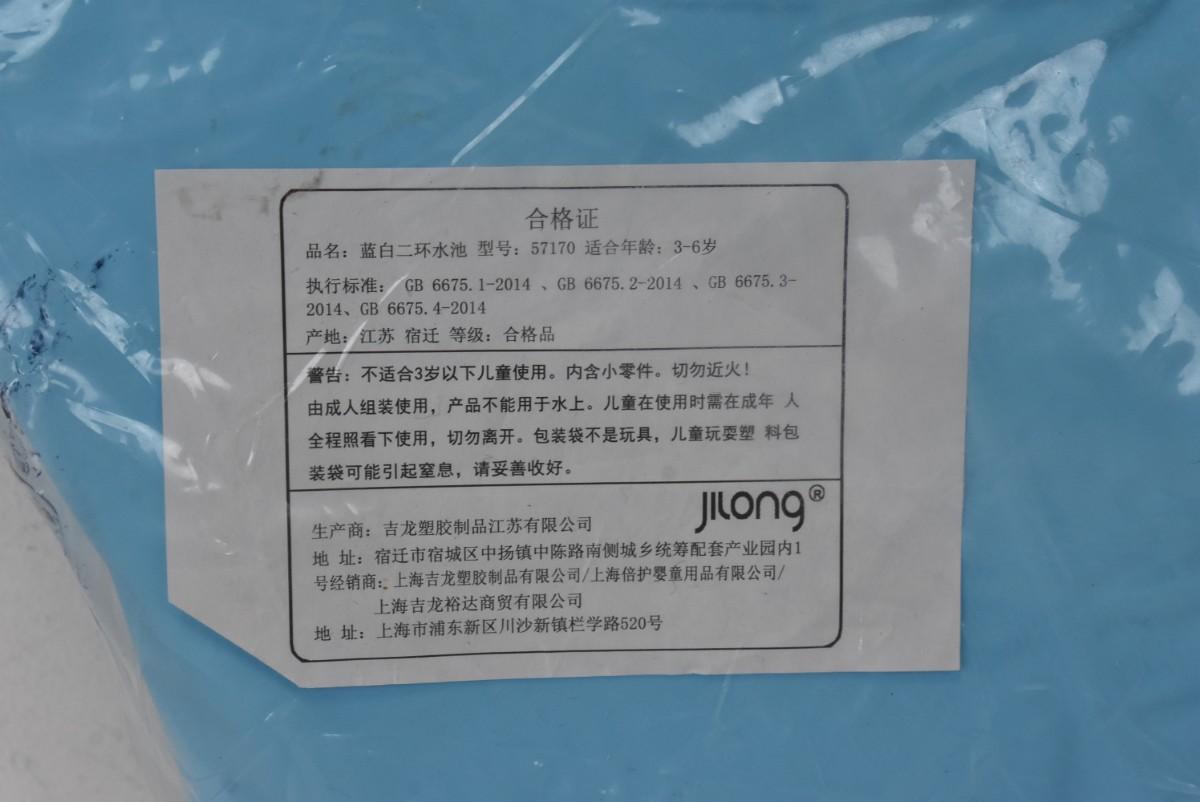 合格证
品名：蓝白二环水池 型号：57170 适合年龄：3-6岁
执行标准： GB 6675.1-2014 、GB 6675.2-2014 、GB 6675.3-
2014、GB 6675.4-2014
产地：江苏 宿迁 等级：合格品
警告：不适合3岁以下儿童使用。内含小零件。切勿近火！
由成人组装使用，产品不能用于水上。儿童在使用时需在成年 人
全程照看下使用，切勿离开。包装袋不是玩具，儿童玩耍塑 料包
装袋可能引起窒息，请妥善收好。
JILONG®
生产商：吉龙塑胶制品江苏有限公司
地 址：宿迁市宿城区中扬镇中陈路南侧城乡统筹配套产业园内1
号经销商：上海吉龙塑胶制品有限公司/上海倍护婴童用品有限公司/
上海吉龙裕达商贸有限公司
地 址：上海市浦东新区川沙新镇栏学路520号